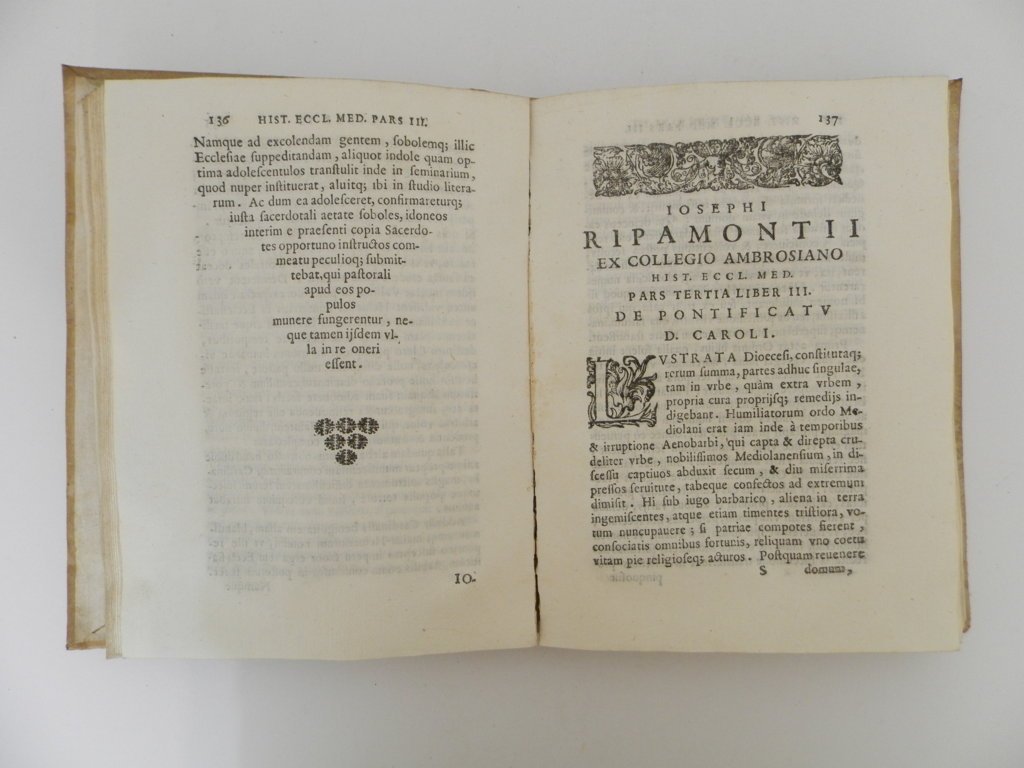 136 HIST. ECCL. MED. PARS III.
Namque ad excolendam gentem, sobolemq; illic
Ecclesiae suppeditandam, aliquot indole quam op-
tima adolescentulos transtulit inde in seminarium,
quod nuper instituerat, aluitq; ibi in studio litera-
rum. Ac dum ea adolesceret, confirmareturq;
iusta sacerdotali aetate soboles, idoneos
interim e praesenti copia Sacerdo-
tes opportuno instructos com-
meatu peculioq; submit-
tebat, qui pastorali
apud eos po-
pulos
munere fungerentur, ne-
que tamen ijsdem vl-
la in re oneri
essent.
IO-
137
IOSEPHI
RIPAMONTII
EX COLLEGIO AMBROSIANO
HIST. ECCL. MED.
PARS TERTIA LIBER III.
DE PONTIFICATV
D. CAROLI.
LVSTRATA Dioecesi, constitutaq;
rerum summa, partes adhuc singulae,
tam in vrbe, quàm extra vrbem,
propria cura proprijsq; remedijs in-
digebant. Humiliatorum ordo Me-
diolani erat iam inde à temporibus
& irruptione Aenobarbi, qui capta & direpta cru-
deliter vrbe, nobilissimos Mediolanensium, in di-
scessu captiuos abduxit secum, & diu miserrima
pressos seruitute, tabeque confectos ad extremum
dimisit. Hi sub iugo barbarico, aliena in terra
ingemiscentes, atque etiam timentes tristiora, vo-
tum nuncupauere; si patriae compotes fierent,
consociatis omnibus fortunis, reliquam vno coetu
vitam pie religioseq; acturos. Postquam reuenere
S domum,